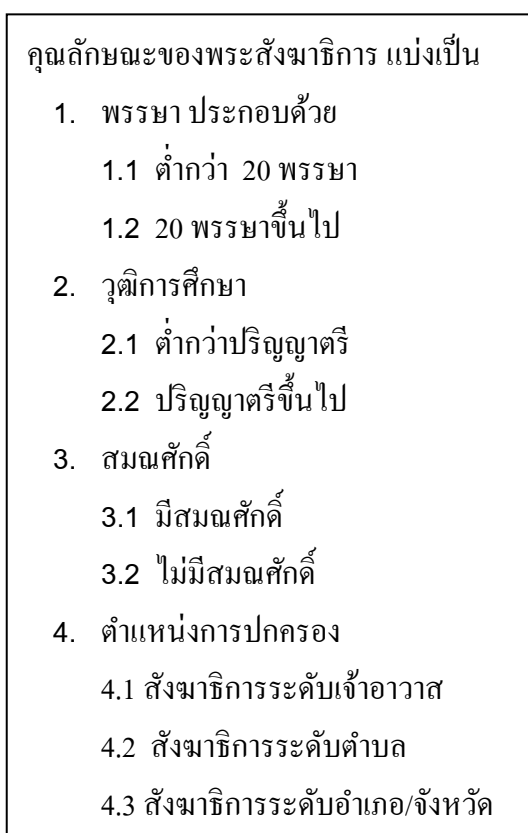 คุณลักษณะของพระสังฆาธิการ แบ่งเป็น
1. พรรษา ประกอบด้วย
1.1 ต่ำกว่า 20 พรรษา
1.2 20 พรรษาขึ้นไป
2. วุฒิการศึกษา
2.1 ต่ำกว่าปริญญาตรี
2.2 ปริญญาตรีขึ้นไป
3. สมณศักดิ์
3.1 มีสมณศักดิ์
3.2 ไม่มีสมณศักดิ์
4. ตำแหน่งการปกครอง
4.1 สังฆาธิการระดับเจ้าอาวาส
4.2 สังฆาธิการระดับตำบล
4.3 สังฆาธิการระดับอำเภอ/จังหวัด